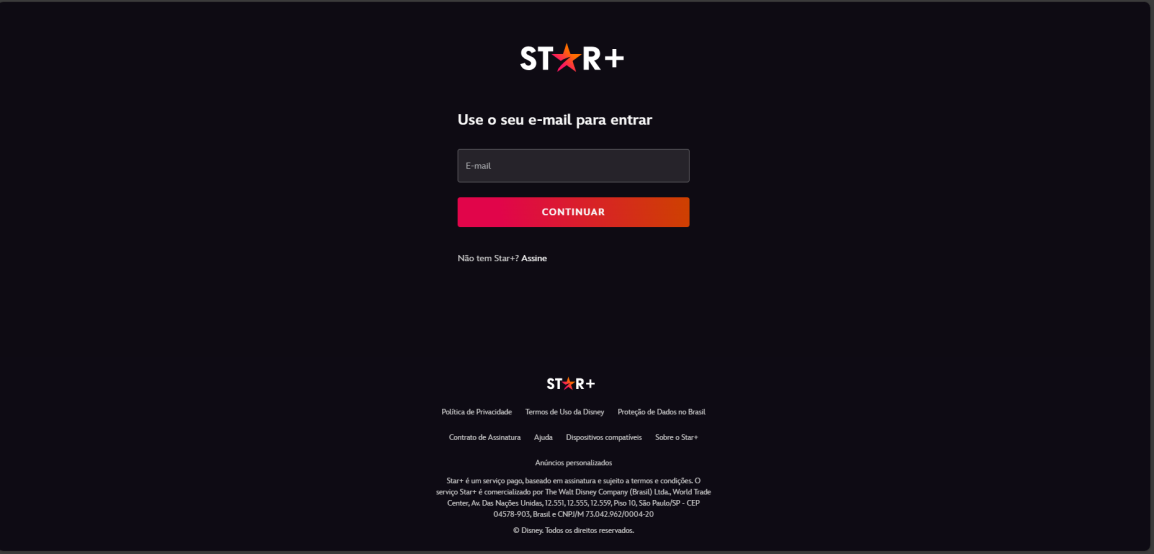 ST★R+
Use o seu e-mail para entrar
E-mail
CONTINUAR
Não tem Star+? Assine
ST★R+
Política de Privacidade Termos de Uso da Disney Proteção de Dados no Brasil
Contrato de Assinatura Ajuda Dispositivos compatíveis Sobre o Star+
Anúncios personalizados
Star+ é um serviço pago, baseado em assinatura e sujeito a termos e condições. O
serviço Star+ é comercializado por The Walt Disney Company (Brasil) Ltda., World Trade
Center, Av. Das Nações Unidas, 12.551, 12.555, 12.559, Piso 10, São Paulo/SP - CEP
04578-903, Brasil e CNPJ/M 73.042.962/0004-20
© Disney. Todos os direitos reservados.